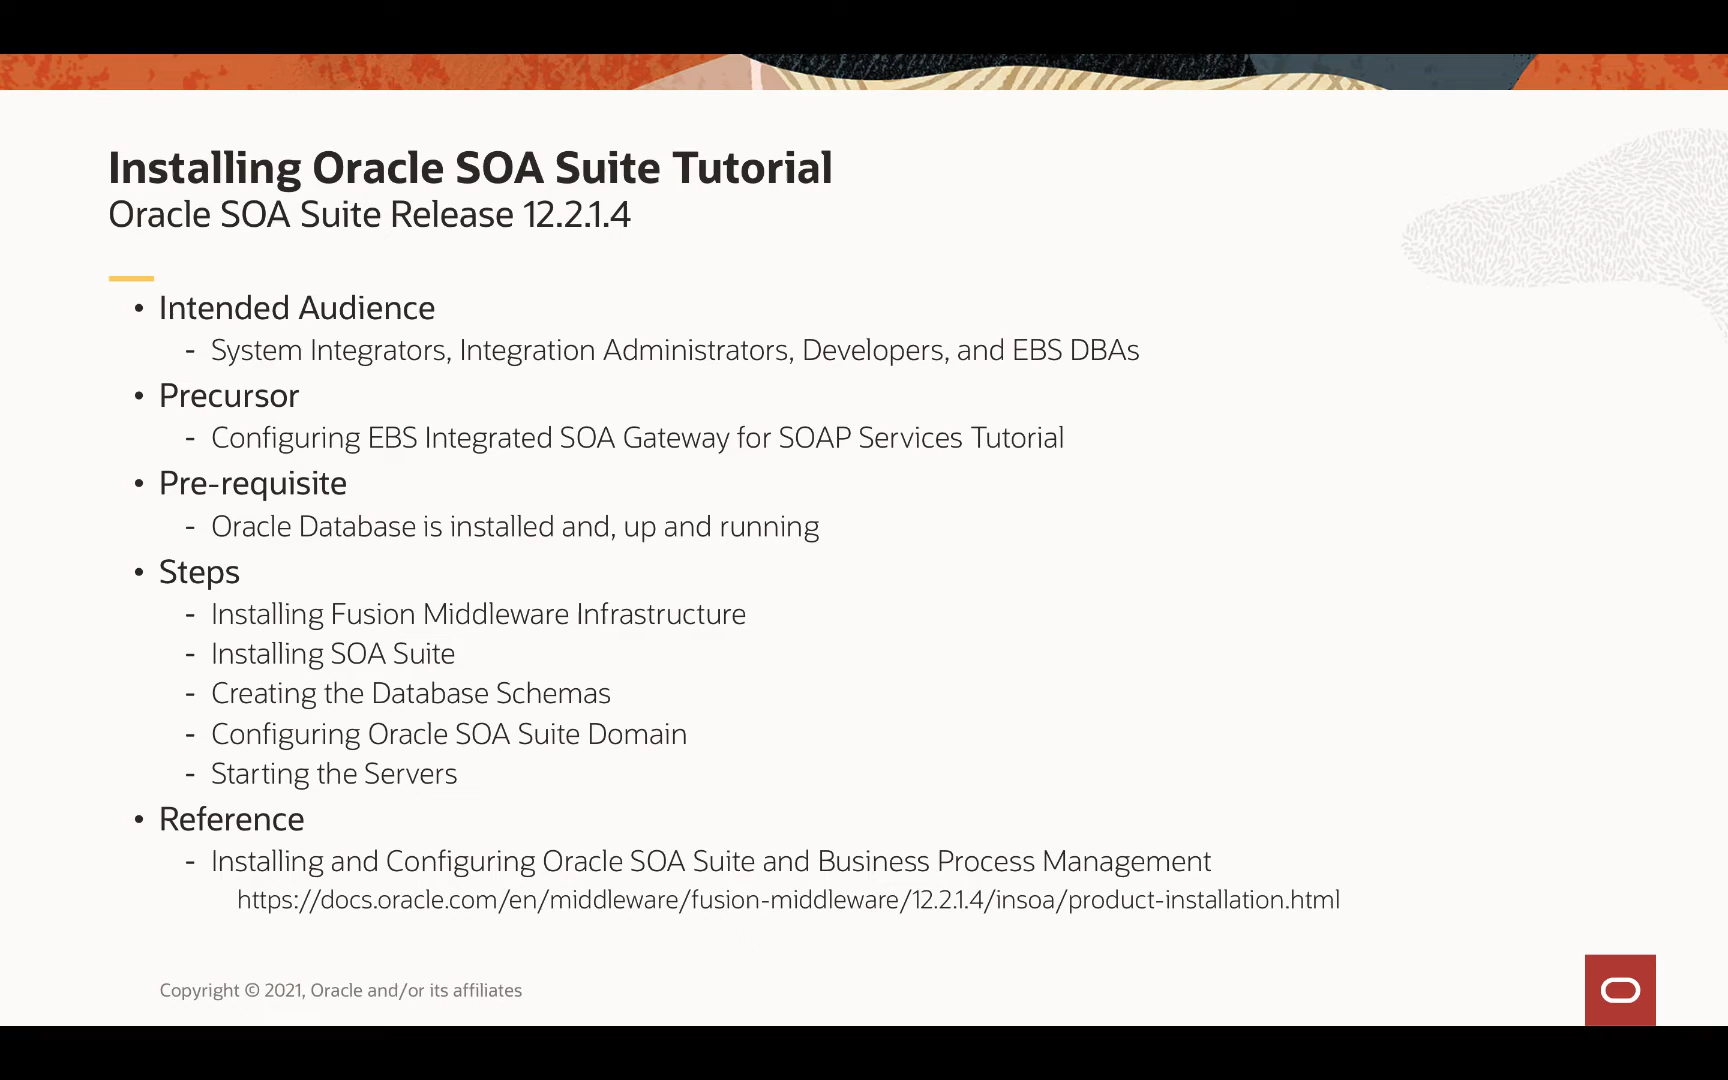 Installing Oracle SOA Suite Tutorial
Oracle SOA Suite Release 12.2.1.4
• Intended Audience
- System Integrators, Integration Administrators, Developers, and EBS DBAs
• Precursor
- Configuring EBS Integrated SOA Gateway for SOAP Services Tutorial
• Pre-requisite
- Oracle Database is installed and, up and running
• Steps
- Installing Fusion Middleware Infrastructure
- Installing SOA Suite
- Creating the Database Schemas
- Configuring Oracle SOA Suite Domain
- Starting the Servers
• Reference
- Installing and Configuring Oracle SOA Suite and Business Process Management
https://docs.oracle.com/en/middleware/fusion-middleware/12.2.1.4/insoa/product-installation.html
Copyright © 2021, Oracle and/or its affiliates